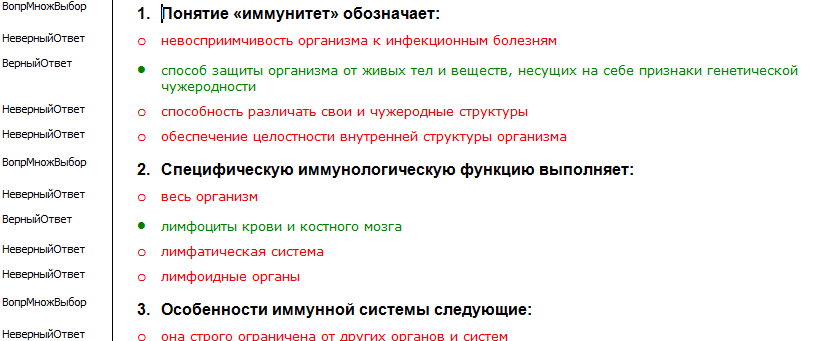 ВопрМножВыбор
1. Понятие «иммунитет» обозначает:
НеверныйОтвет
невосприимчивость организма к инфекционным болезням
ВерныйОтвет
способ защиты организма от живых тел и веществ, несущих на себе признаки генетической
чужеродности
НеверныйОтвет
способность различать свои и чужеродные структуры
НеверныйОтвет
обеспечение целостности внутренней структуры организма
ВопрМножВыбор
2. Специфическую иммунологическую функцию выполняет:
НеверныйОтвет
весь организм
ВерныйОтвет
лимфоциты крови и костного мозга
НеверныйОтвет
лимфатическая система
НеверныйОтвет
лимфоидные органы
ВопрМножВыбор
3. Особенности иммунной системы следующие:
НеверныйОтвет
она строго ограничена от других органов и систем